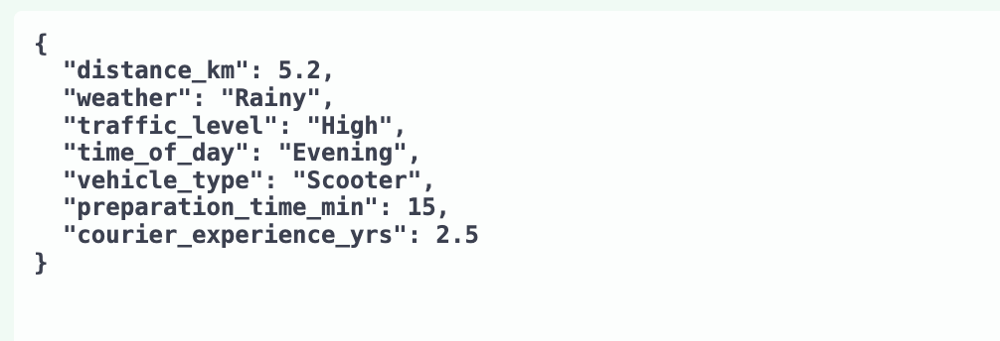 {
  "distance_km": 5.2,
  "weather": "Rainy",
  "traffic_level": "High",
  "time_of_day": "Evening",
  "vehicle_type": "Scooter",
  "preparation_time_min": 15,
  "courier_experience_yrs": 2.5
}